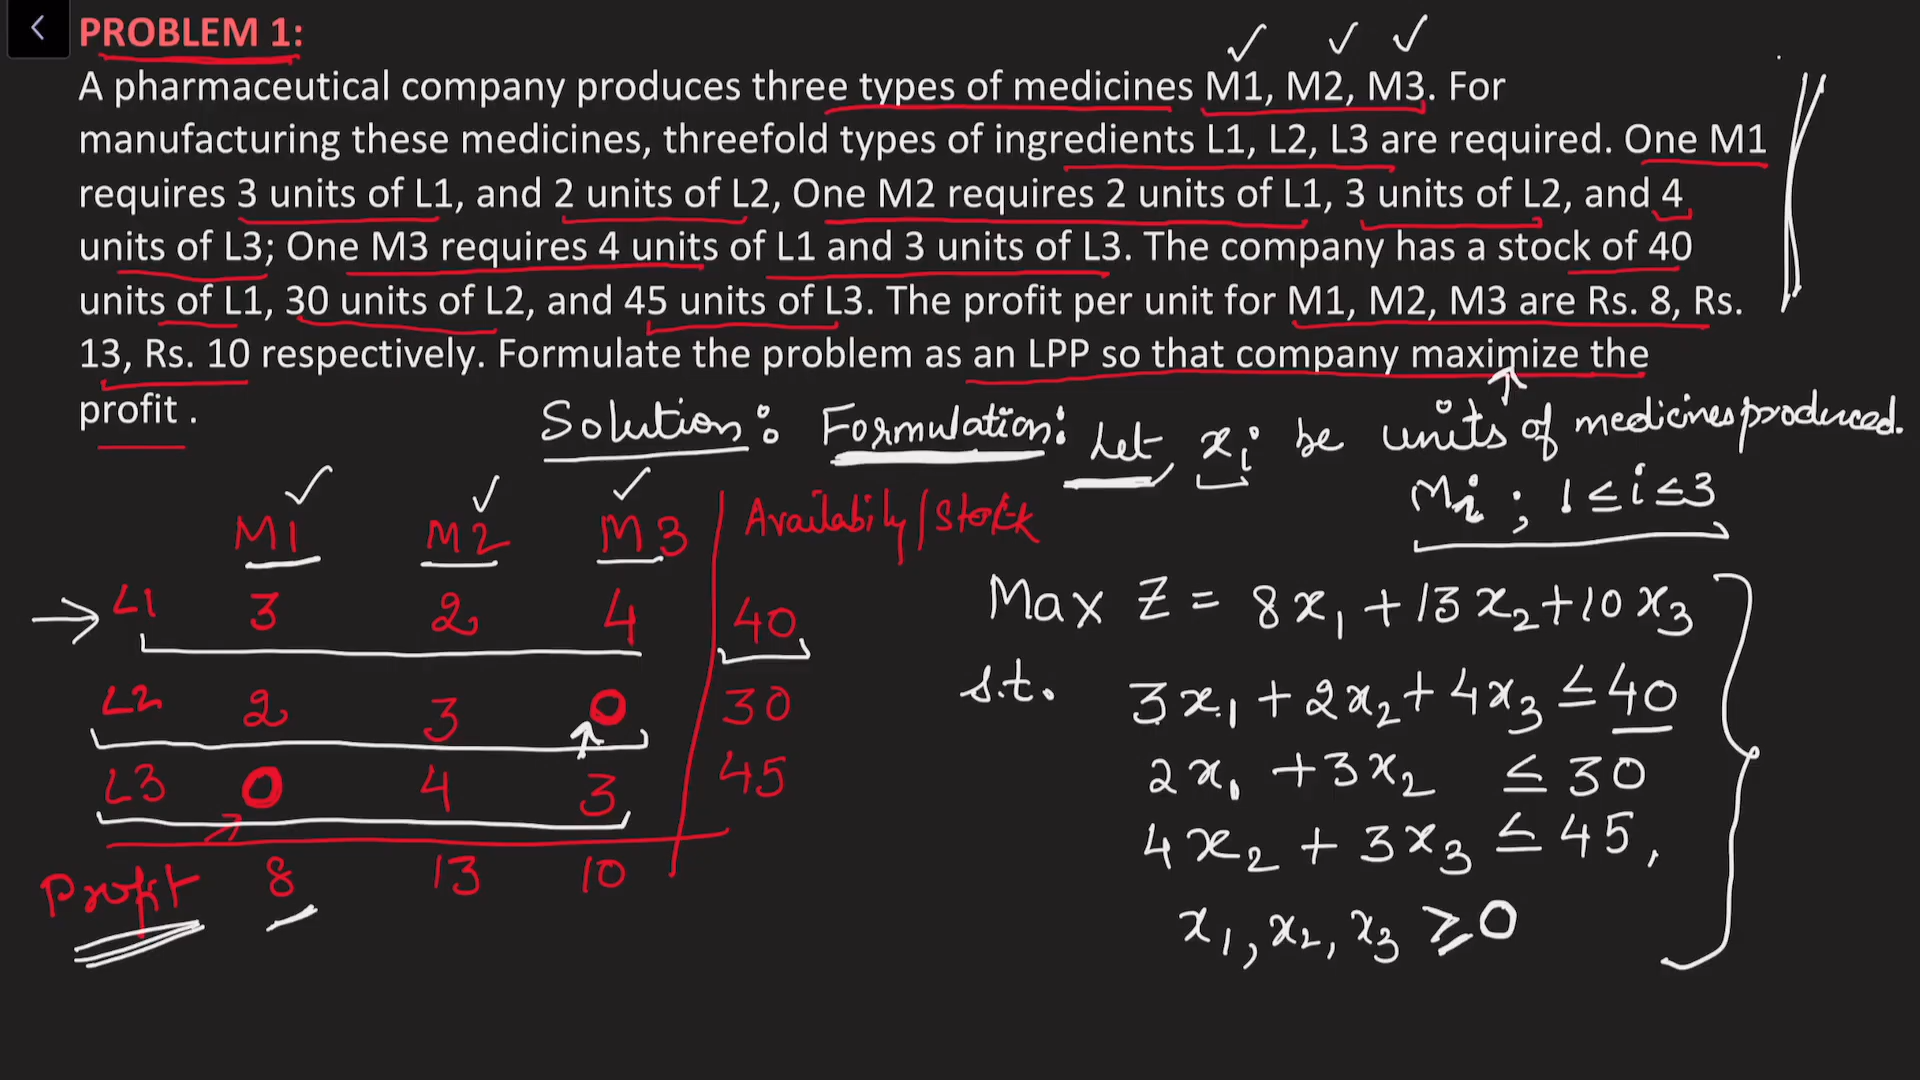 PROBLEM 1:
A pharmaceutical company produces three types of medicines M1, M2, M3. For
manufacturing these medicines, threefold types of ingredients L1, L2, L3 are required. One M1
requires 3 units of L1, and 2 units of L2, One M2 requires 2 units of L1, 3 units of L2, and 4
units of L3; One M3 requires 4 units of L1 and 3 units of L3. The company has a stock of 40
units of L1, 30 units of L2, and 45 units of L3. The profit per unit for M1, M2, M3 are Rs. 8, Rs.
13, Rs. 10 respectively. Formulate the problem as an LPP so that company maximize the
profit .
Solution: Formulation: Let xi be units of medicines produced.
Mi ; 1 ≤ i ≤ 3
M1 M2 M3 Availabily/Stock
L1 3 2 4 40
L2 2 3 0 30
L3 0 4 3 45
Profit 8 13 10
Max Z = 8x₁ + 13x₂ + 10x₃
s.t. 3x₁ + 2x₂ + 4x₃ ≤ 40
2x₁ + 3x₂ ≤ 30
4x₂ + 3x₃ ≤ 45,
x₁, x₂, x₃ ≥ 0